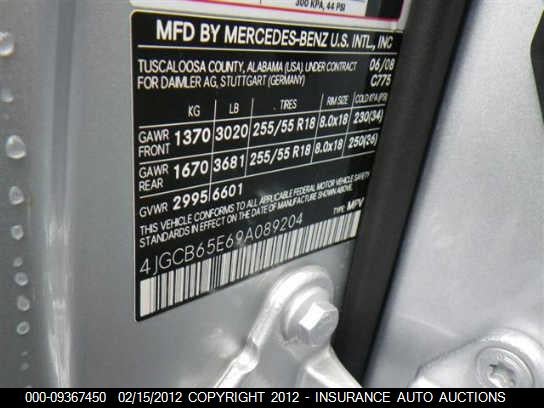 300 KPA, 44 PSI
MFD BY MERCEDES-BENZ U.S. INTL., INC
TUSCALOOSA COUNTY, ALABAMA (USA) UNDER CONTRACT 06/08
FOR DAIMLER AG, STUTTGART (GERMANY) C775
KG LB TIRES RIM SIZE COLD KPA (PSI)
GAWR FRONT 1370 3020 255/55 R18 8.0x18 230(34)
GAWR REAR 1670 3681 255/55 R18 8.0x18 250(36)
GVWR 2995 6601
THIS VEHICLE CONFORMS TO ALL APPLICABLE FEDERAL MOTOR VEHICLE SAFETY
STANDARDS IN EFFECT ON THE DATE OF MANUFACTURE SHOWN ABOVE
4JGCB65E69A089204 TYPE: MPV
000-09367450 02/15/2012 COPYRIGHT 2012 - INSURANCE AUTO AUCTIONS